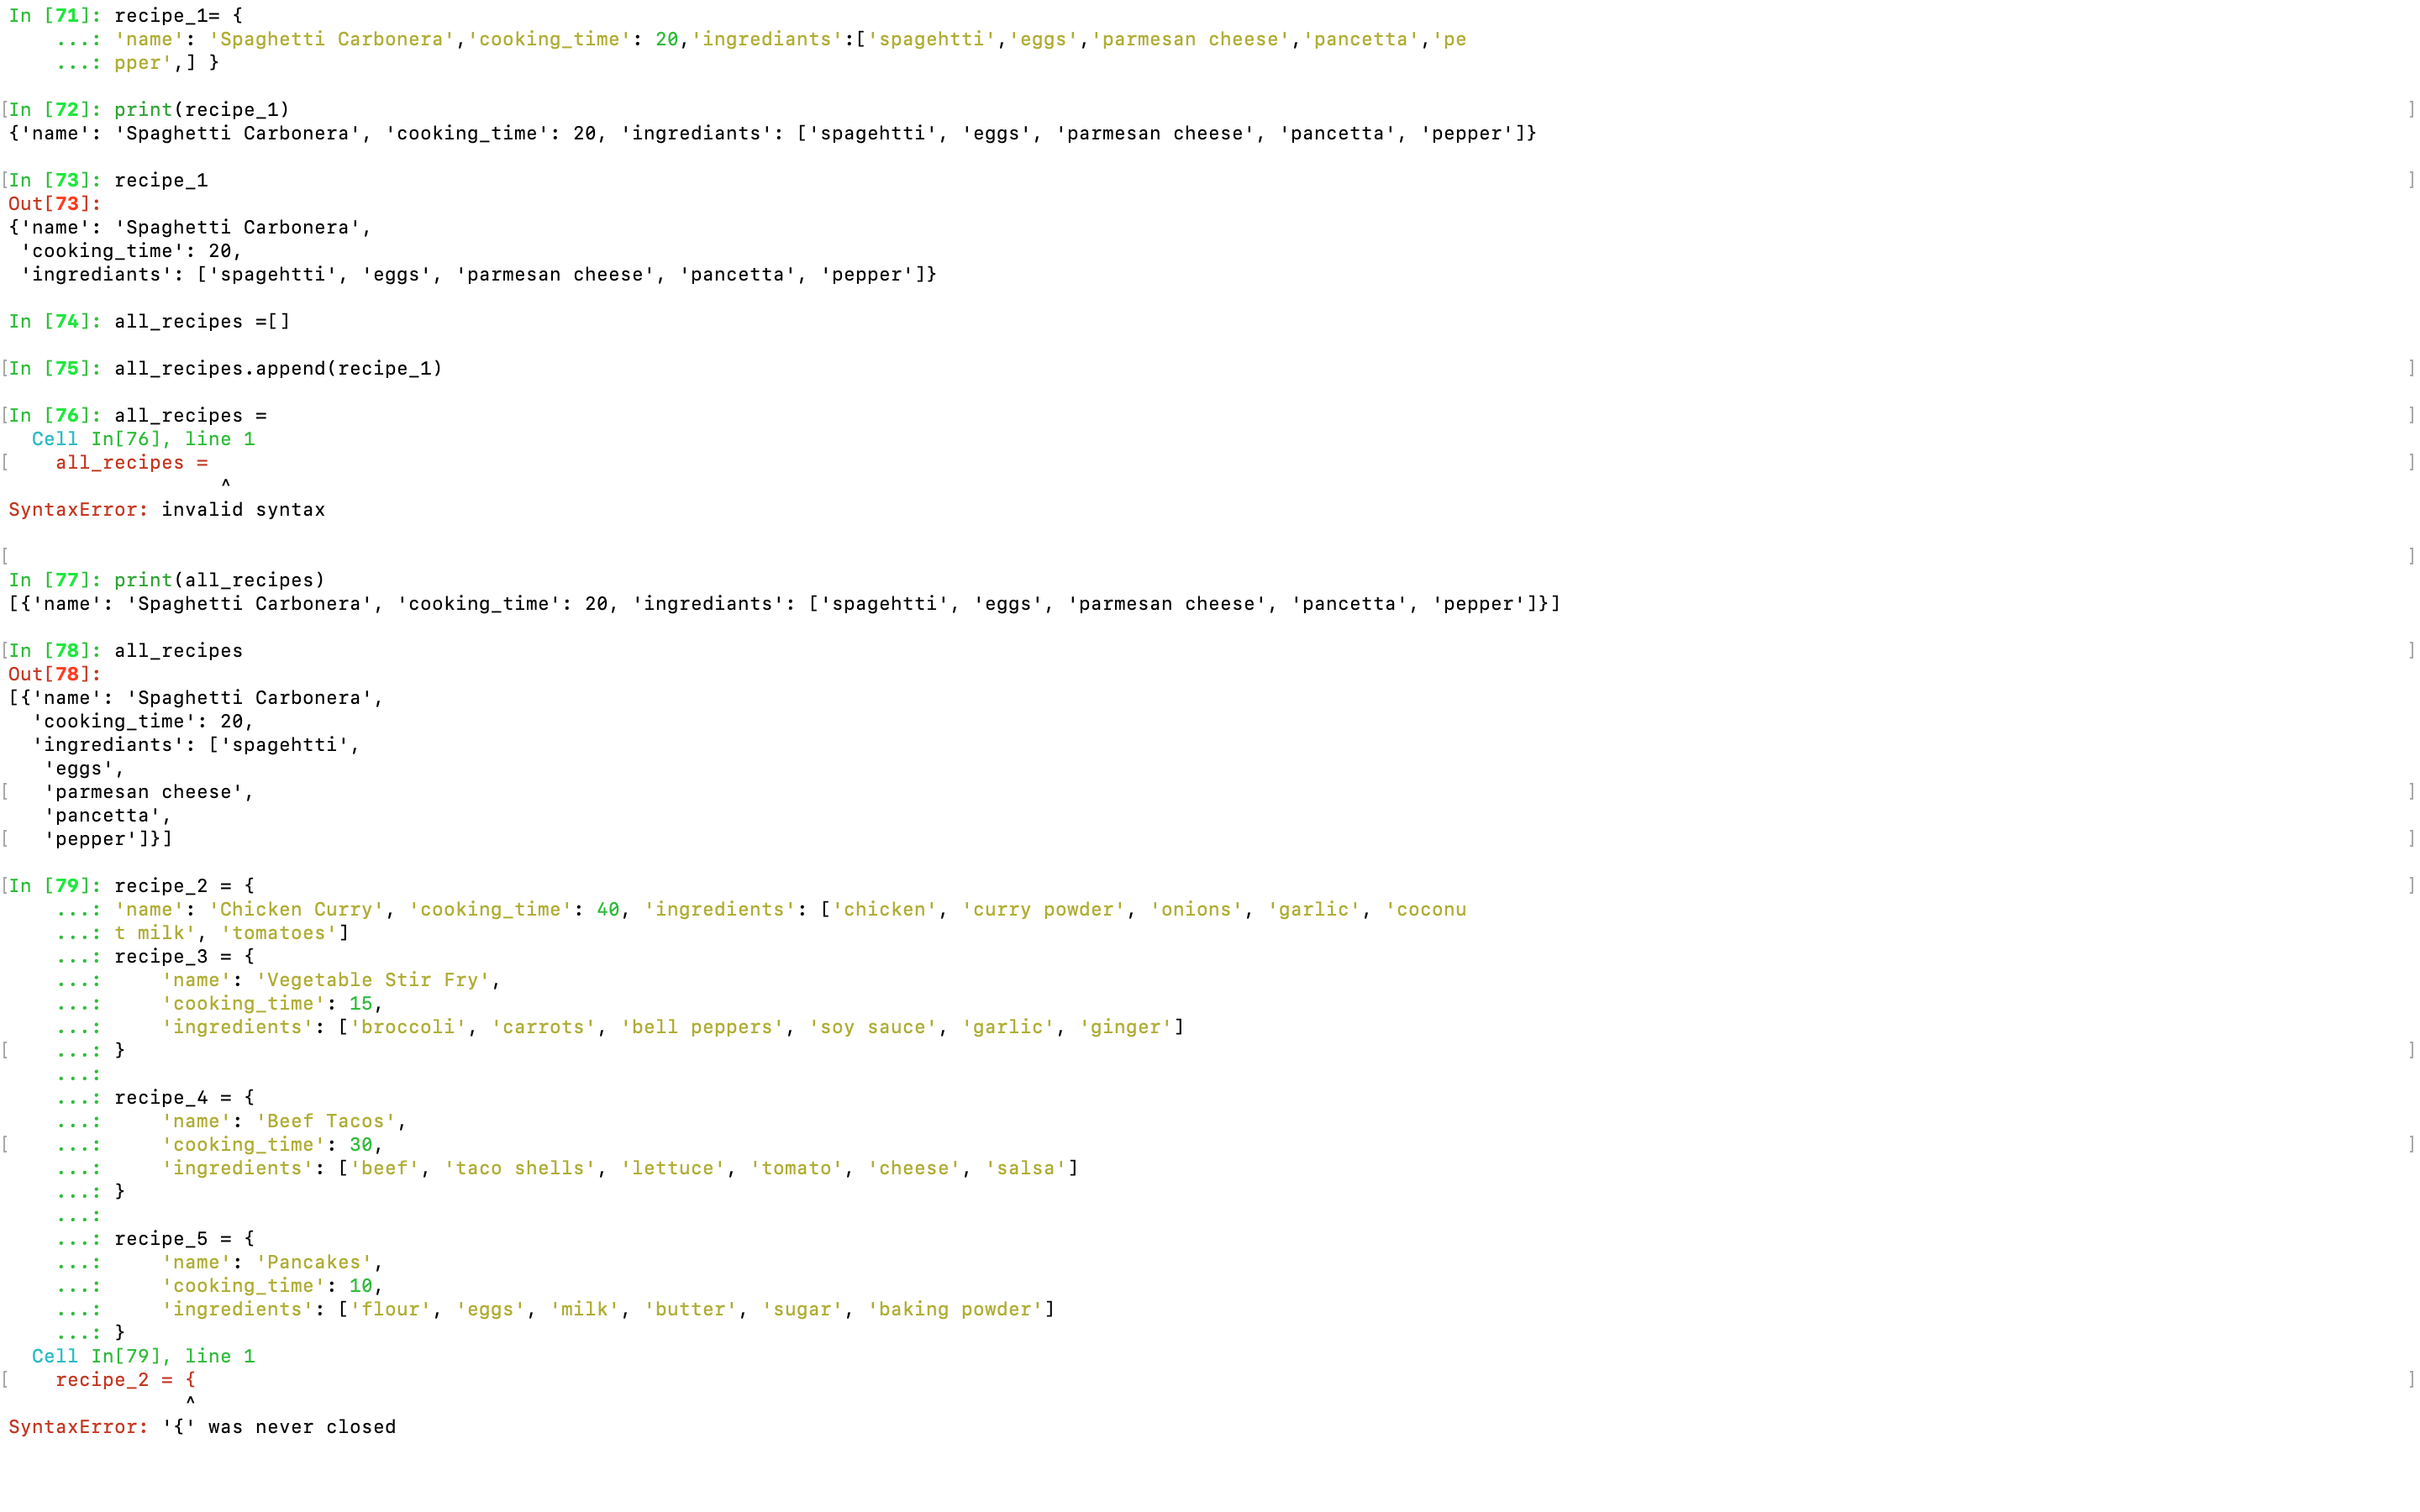 In [71]: recipe_1= {
    ...: 'name': 'Spaghetti Carbonera','cooking_time': 20,'ingrediants':['spagehtti','eggs','parmesan cheese','pancetta','pe
    ...: pper',] }

[In [72]: print(recipe_1) ]
{'name': 'Spaghetti Carbonera', 'cooking_time': 20, 'ingrediants': ['spagehtti', 'eggs', 'parmesan cheese', 'pancetta', 'pepper']}

[In [73]: recipe_1 ]
Out[73]:
{'name': 'Spaghetti Carbonera',
 'cooking_time': 20,
 'ingrediants': ['spagehtti', 'eggs', 'parmesan cheese', 'pancetta', 'pepper']}

In [74]: all_recipes =[]

[In [75]: all_recipes.append(recipe_1) ]

[In [76]: all_recipes = ]
  Cell In[76], line 1
[    all_recipes = ]
                  ^
SyntaxError: invalid syntax

[ ]
In [77]: print(all_recipes)
[{'name': 'Spaghetti Carbonera', 'cooking_time': 20, 'ingrediants': ['spagehtti', 'eggs', 'parmesan cheese', 'pancetta', 'pepper']}]

[In [78]: all_recipes ]
Out[78]:
[{'name': 'Spaghetti Carbonera',
  'cooking_time': 20,
  'ingrediants': ['spagehtti',
   'eggs',
[   'parmesan cheese', ]
   'pancetta',
[   'pepper']}] ]

[In [79]: recipe_2 = { ]
    ...: 'name': 'Chicken Curry', 'cooking_time': 40, 'ingredients': ['chicken', 'curry powder', 'onions', 'garlic', 'coconu
    ...: t milk', 'tomatoes']
    ...: recipe_3 = {
    ...:     'name': 'Vegetable Stir Fry',
    ...:     'cooking_time': 15,
    ...:     'ingredients': ['broccoli', 'carrots', 'bell peppers', 'soy sauce', 'garlic', 'ginger']
[    ...: } ]
    ...:
    ...: recipe_4 = {
    ...:     'name': 'Beef Tacos',
[    ...:     'cooking_time': 30, ]
    ...:     'ingredients': ['beef', 'taco shells', 'lettuce', 'tomato', 'cheese', 'salsa']
    ...: }
    ...:
    ...: recipe_5 = {
    ...:     'name': 'Pancakes',
    ...:     'cooking_time': 10,
    ...:     'ingredients': ['flour', 'eggs', 'milk', 'butter', 'sugar', 'baking powder']
    ...: }
  Cell In[79], line 1
[    recipe_2 = { ]
               ^
SyntaxError: '{' was never closed